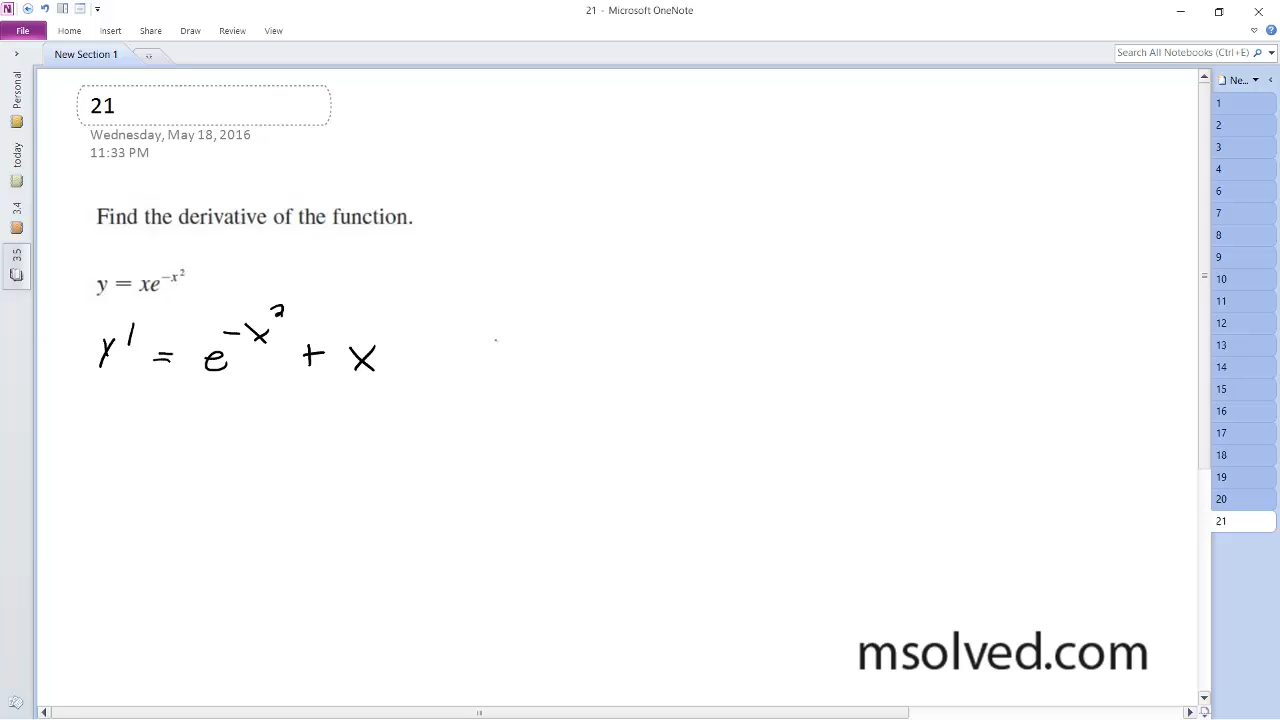 21 - Microsoft OneNote
File Home Insert Share Draw Review View
New Section 1
Search All Notebooks (Ctrl+E)
Ne...
Personal
today
3.4
3.5
21
Wednesday, May 18, 2016
11:33 PM
Find the derivative of the function.
y = xe^{-x^2}
y' = e^{-x^2} + x
msolved.com
1
2
3
4
5
6
7
8
9
10
11
12
13
14
15
16
17
18
19
20
21